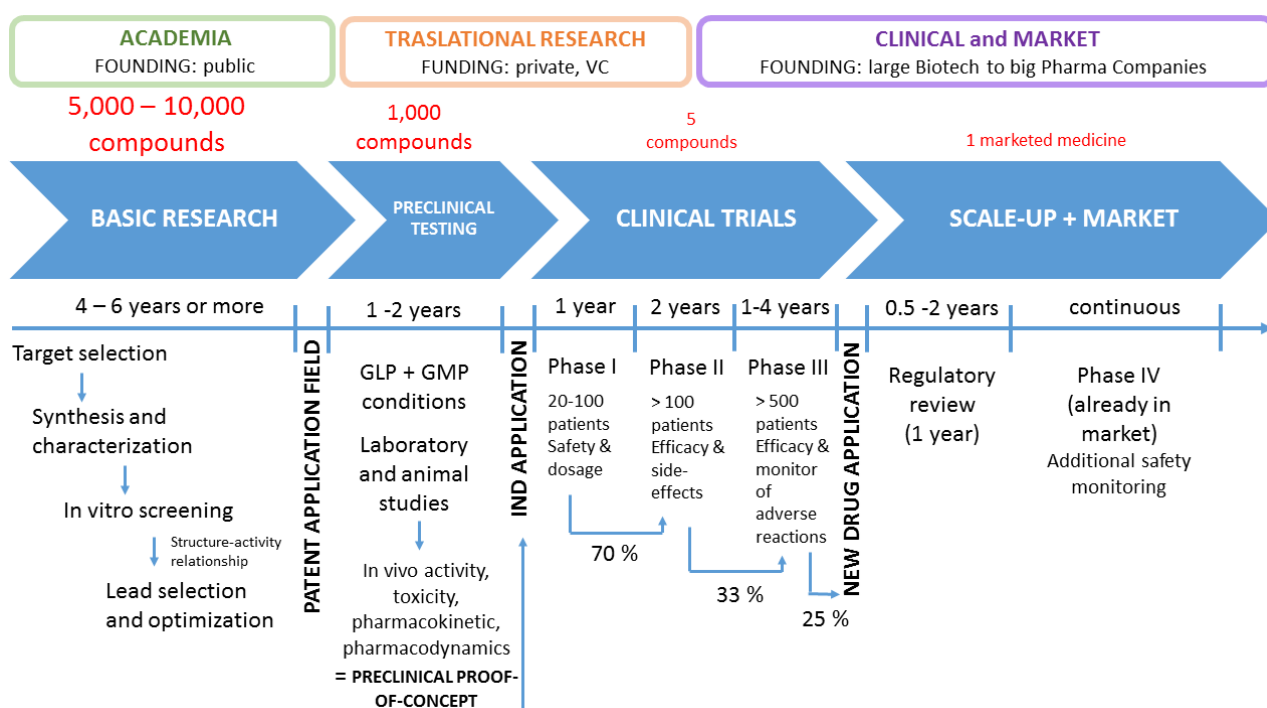 ACADEMIA
FOUNDING: public
TRASLATIONAL RESEARCH
FUNDING: private, VC
CLINICAL and MARKET
FOUNDING: large Biotech to big Pharma Companies
5,000 – 10,000
compounds
1,000
compounds
5
compounds
1 marketed medicine
BASIC RESEARCH
PRECLINICAL
TESTING
CLINICAL TRIALS
SCALE-UP + MARKET
4 – 6 years or more
1 -2 years
1 year
2 years
1-4 years
0.5 -2 years
continuous
Target selection
Synthesis and
characterization
In vitro screening
Structure-activity
relationship
Lead selection
and optimization
PATENT APPLICATION FIELD
GLP + GMP
conditions
Laboratory
and animal
studies
In vivo activity,
toxicity,
pharmacokinetic,
pharmacodynamics
= PRECLINICAL PROOF-
OF-CONCEPT
IND APPLICATION
Phase I
20-100
patients
Safety &
dosage
70 %
Phase II
> 100
patients
Efficacy &
side-
effects
33 %
Phase III
> 500
patients
Efficacy &
monitor
of
adverse
reactions
25 %
NEW DRUG APPLICATION
Regulatory
review
(1 year)
Phase IV
(already in
market)
Additional safety
monitoring